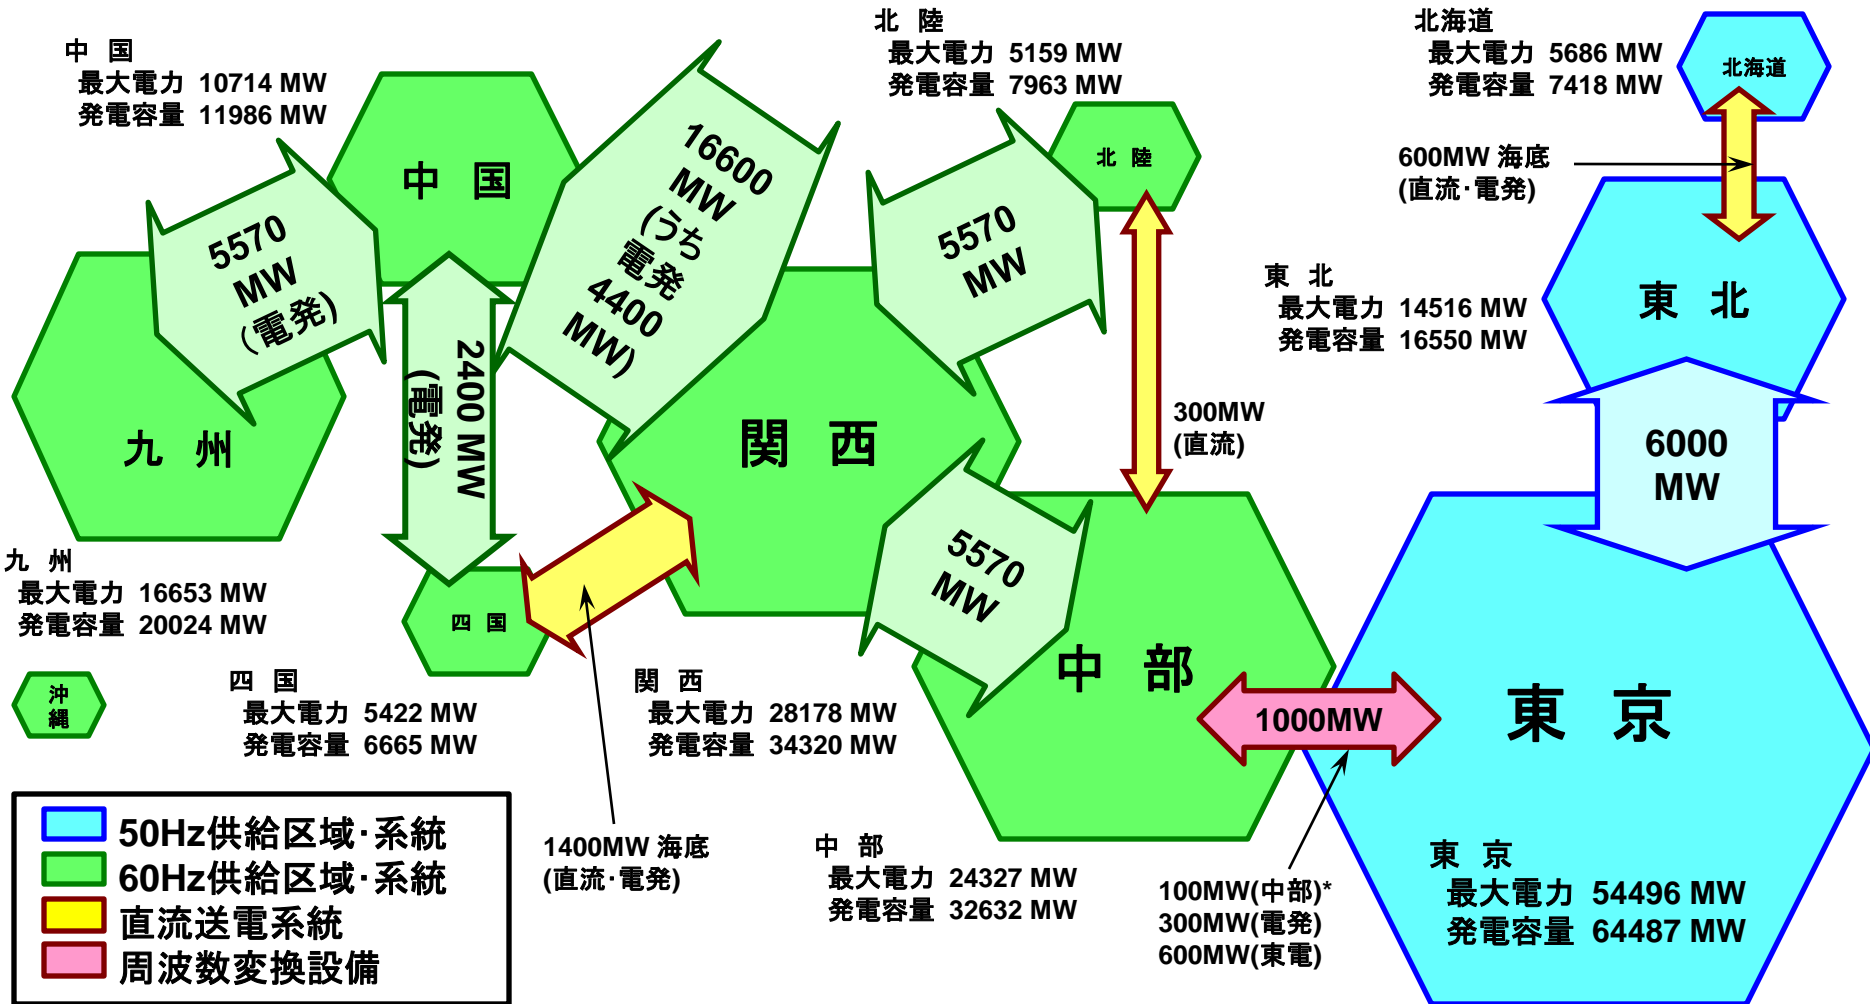 中 国
最大電力 10714 MW
発電容量 11986 MW
北 陸
最大電力 5159 MW
発電容量 7963 MW
北海道
最大電力 5686 MW
発電容量 7418 MW
北海道
中 国
16600
MW
(うち
電発
4400
MW)
北 陸
600MW 海底
(直流・電発)
5570
MW
(電発)
5570
MW
東 北
最大電力 14516 MW
発電容量 16550 MW
東 北
2400 MW
(電発)
300MW
(直流)
九 州
関 西
6000
MW
九 州
最大電力 16653 MW
発電容量 20024 MW
5570
MW
四 国
中 部
東 京
沖
縄
四 国
最大電力 5422 MW
発電容量 6665 MW
関 西
最大電力 28178 MW
発電容量 34320 MW
1000MW
50Hz供給区域・系統
60Hz供給区域・系統
直流送電系統
周波数変換設備
1400MW 海底
(直流・電発)
中 部
最大電力 24327 MW
発電容量 32632 MW
100MW(中部)*
300MW(電発)
600MW(東電)
東 京
最大電力 54496 MW
発電容量 64487 MW